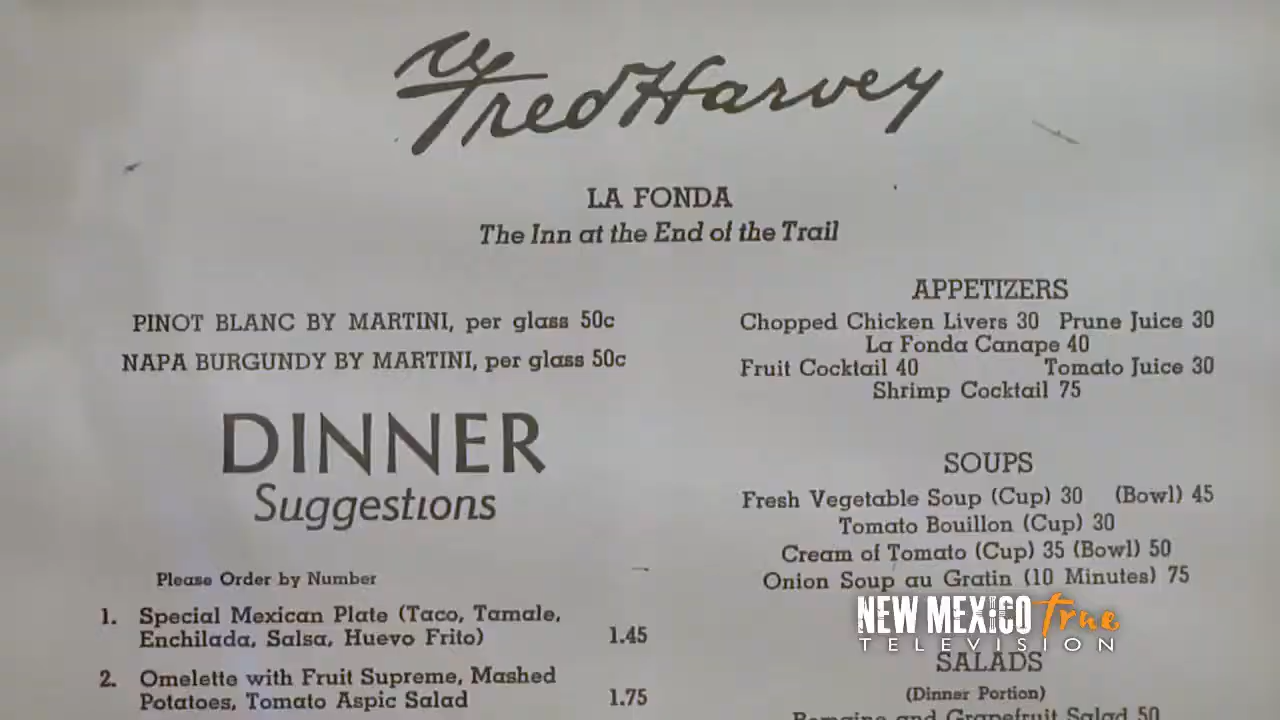 Fred Harvey
LA FONDA
The Inn at the End of the Trail
PINOT BLANC BY MARTINI, per glass 50c
NAPA BURGUNDY BY MARTINI, per glass 50c
DINNER
Suggestions
Please Order by Number
1. Special Mexican Plate (Taco, Tamale,
Enchilada, Salsa, Huevo Frito) 1.45
2. Omelette with Fruit Supreme, Mashed
Potatoes, Tomato Aspic Salad 1.75
APPETIZERS
Chopped Chicken Livers 30 Prune Juice 30
La Fonda Canape 40
Fruit Cocktail 40 Tomato Juice 30
Shrimp Cocktail 75
SOUPS
Fresh Vegetable Soup (Cup) 30 (Bowl) 45
Tomato Bouillon (Cup) 30
Cream of Tomato (Cup) 35 (Bowl) 50
Onion Soup au Gratin (10 Minutes) 75
NEW MEXICO True
TELEVISION
SALADS
(Dinner Portion)
Romaine and Grapefruit Salad 50